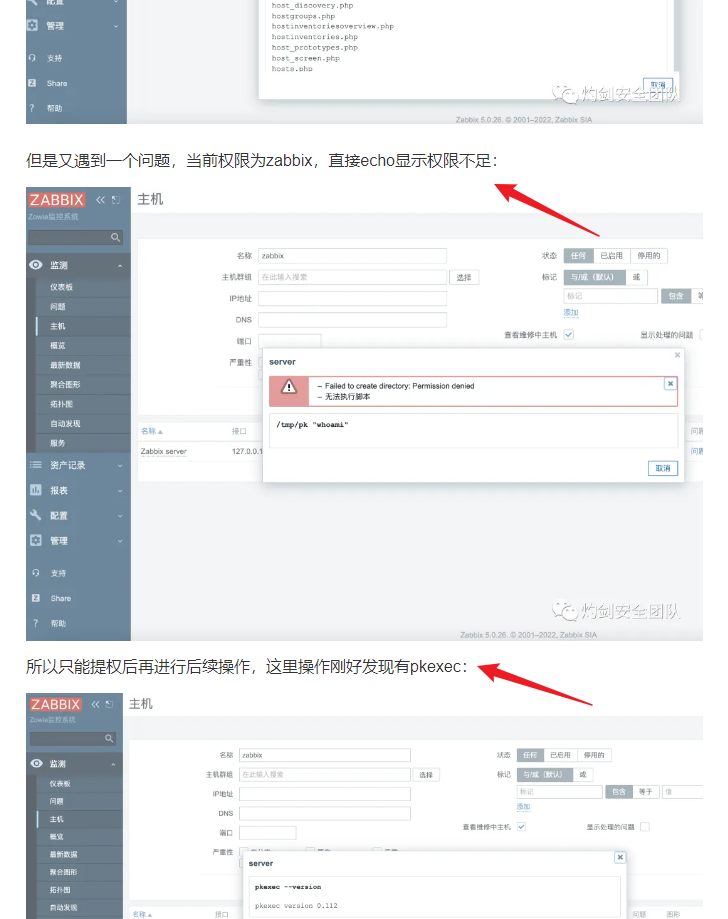 配置
管理
支持
Share
帮助
host_discovery.php
hostgroups.php
hostinventoriesoverview.php
hostinventories.php
host_prototypes.php
host_screen.php
hosts.php
取消
灼剑安全团队
Zabbix 5.0.26. © 2001–2022, Zabbix SIA
但是又遇到一个问题，当前权限为zabbix，直接echo显示权限不足：
ZABBIX
主机
Zowie监控系统
监测
仪表板
问题
主机
概览
最新数据
聚合图形
拓扑图
自动发现
服务
资产记录
报表
配置
管理
支持
Share
帮助
名称 zabbix
主机群组 在此输入搜索 选择
IP地址
DNS
端口
严重性
状态 任何 已启用 停用的
标记 与/或（默认） 或
标记 包含 等
添加
查看维修中主机 显示处理的问题
server
– Failed to create directory: Permission denied
– 无法执行脚本
/tmp/pk "whoami"
取消
名称 接口 问题
Zabbix server 127.0.0.1 问题
灼剑安全团队
Zabbix 5.0.26. © 2001–2022, Zabbix SIA
所以只能提权后再进行后续操作，这里操作刚好发现有pkexec：
ZABBIX
主机
Zowie监控系统
监测
仪表板
问题
主机
概览
最新数据
聚合图形
拓扑图
自动发现
名称 zabbix
主机群组 在此输入搜索 选择
IP地址
DNS
端口
严重性
状态 任何 已启用 停用的
标记 与/或（默认） 或
标记 包含 等于 值
添加
查看维修中主机 显示处理的问题
server
pkexec --version
pkexec version 0.112
名称 接口 问题 图形